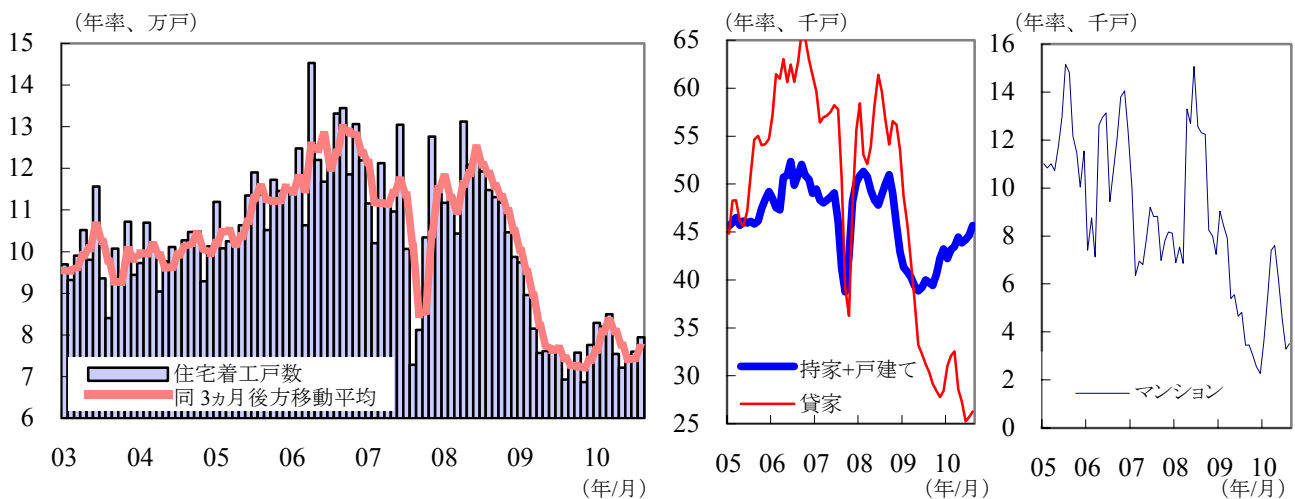 （年率、万戸）
15
14
13
12
11
10
9
8
7
6
住宅着工戸数
同 3ヵ月後方移動平均
03 04 05 06 07 08 09 10
（年/月）
（年率、千戸）
65
60
55
50
45
40
35
30
25
持家+戸建て
貸家
05 06 07 08 09 10
（年/月）
（年率、千戸）
16
14
12
10
8
6
4
2
0
マンション
05 06 07 08 09 10
（年/月）